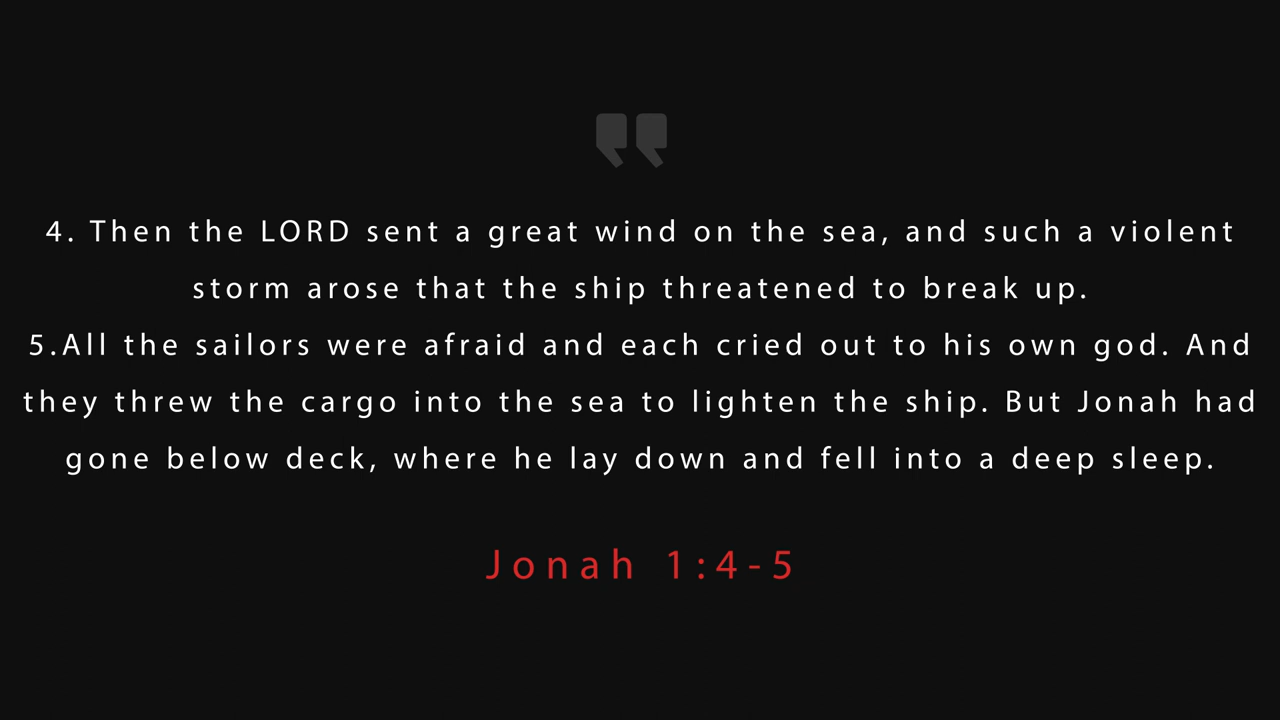 4. Then the LORD sent a great wind on the sea, and such a violent
storm arose that the ship threatened to break up.
5.All the sailors were afraid and each cried out to his own god. And
they threw the cargo into the sea to lighten the ship. But Jonah had
gone below deck, where he lay down and fell into a deep sleep.
Jonah 1:4-5